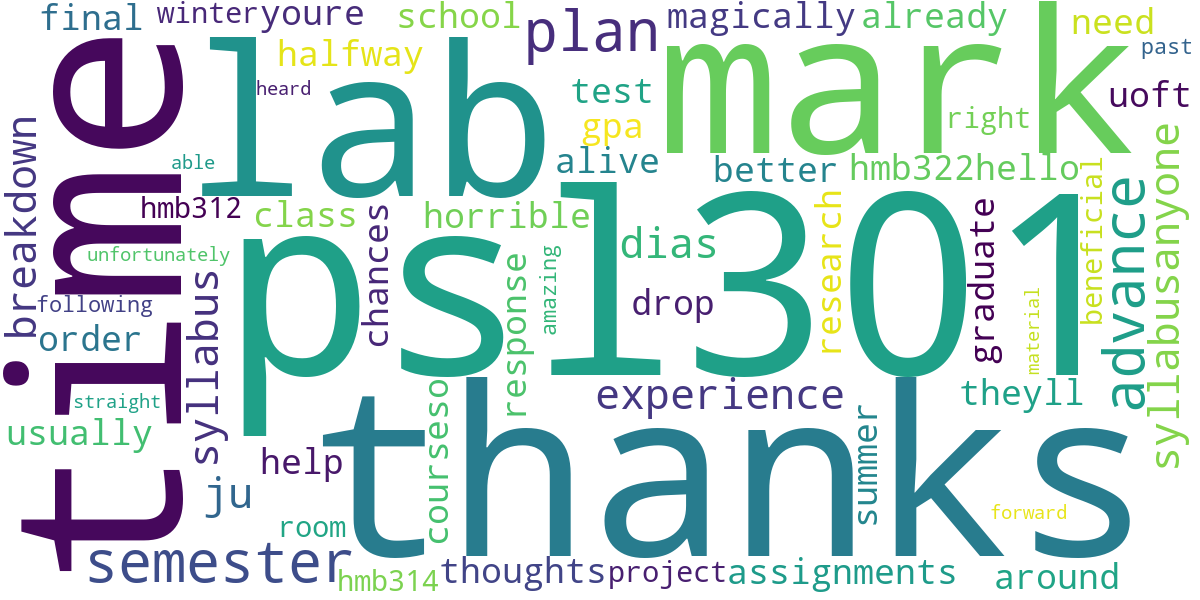 final
winteryoure
school
plan
magically
already
need
past
halfway
heard
lab
mark
test
gpa
uoft
right
time
able
alive
better
hmb322hello
breakdown
hmb312
class
chances
horrible
dias
psl301
research
graduate
beneficial
advance
syllabusanyone
unfortunately
following
order
syllabus
response
amazing
drop
material
straight
usually
experience
theyll
help
courseso
thanks
summer
ju
room
forward
semester
hmb314
thoughts
project
assignments
around